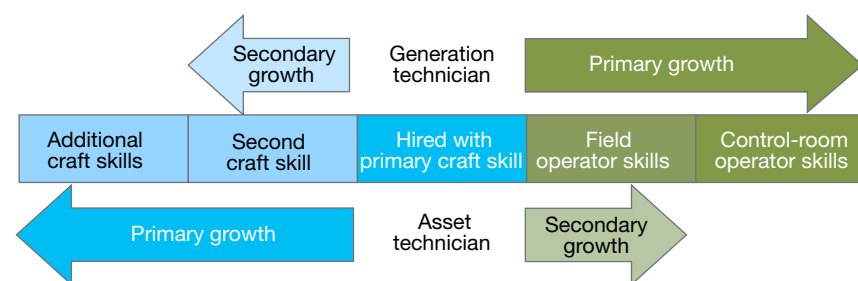 Secondary
growth
Generation
technician
Primary growth
Additional
craft skills
Second
craft skill
Hired with
primary craft skill
Field
operator skills
Control-room
operator skills
Primary growth
Asset
technician
Secondary
growth